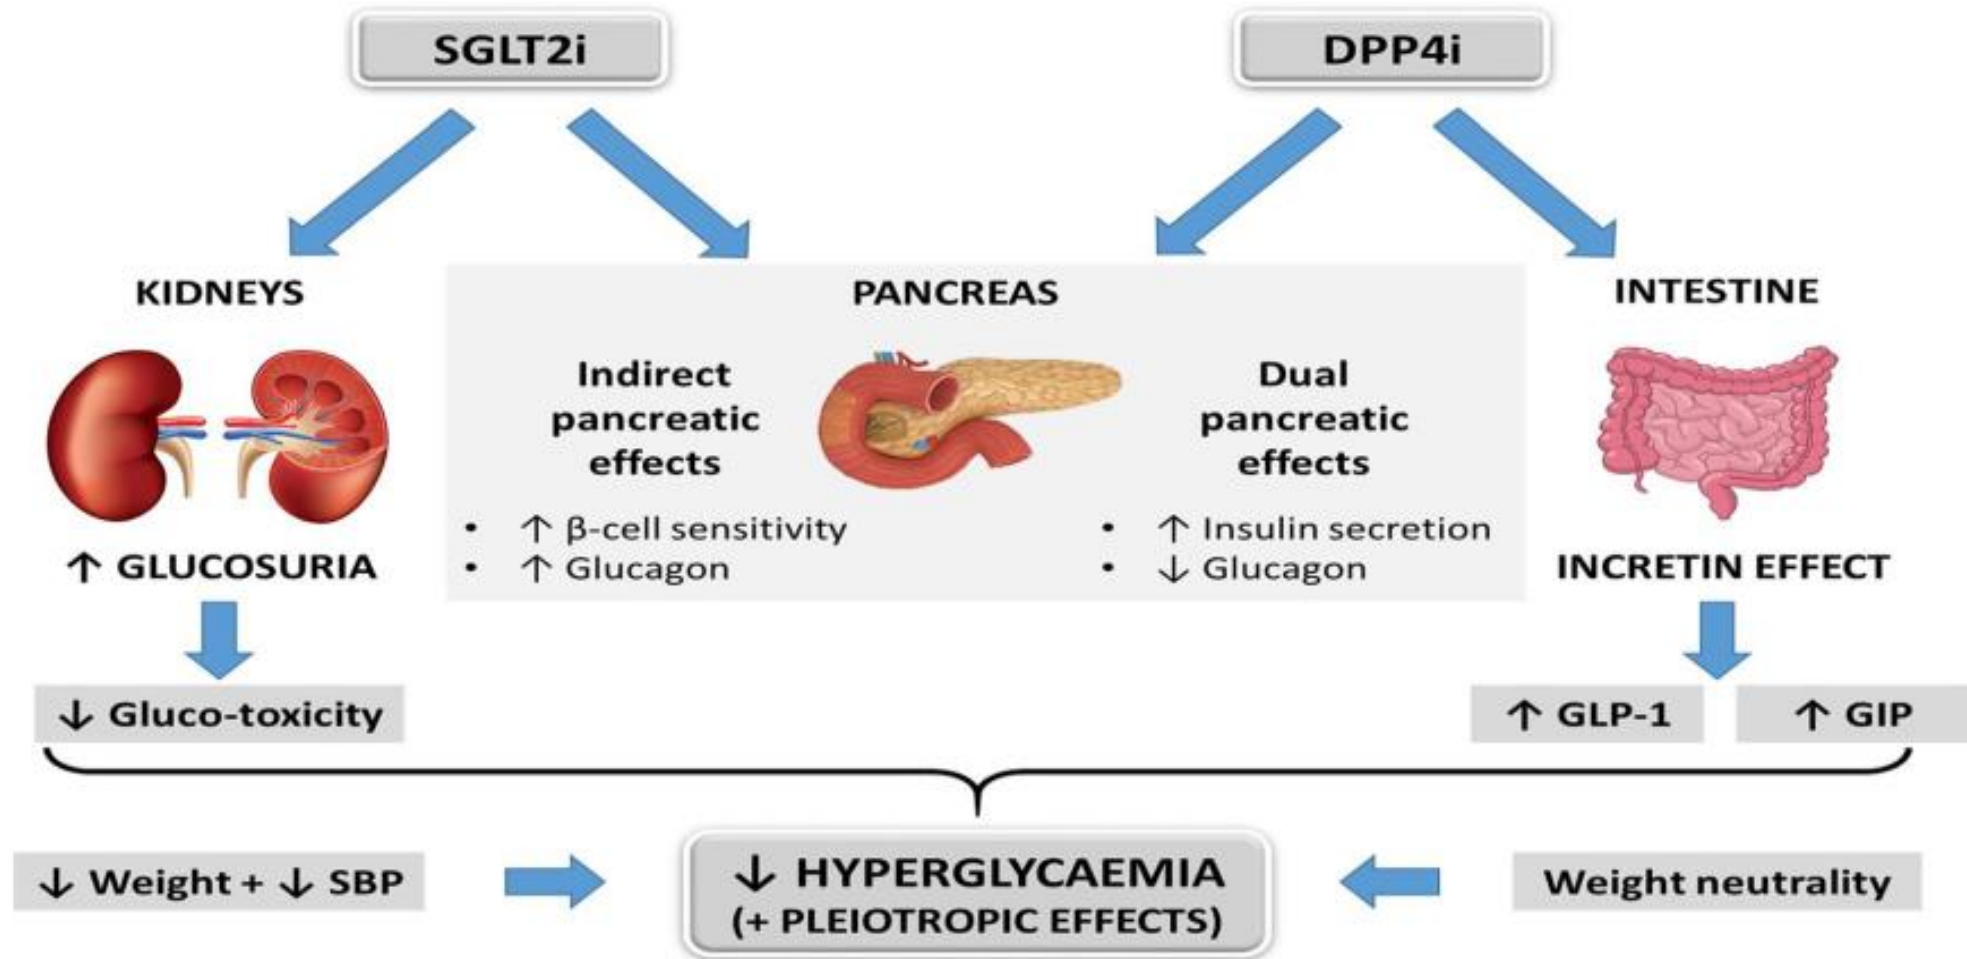 SGLT2i
DPP4i
KIDNEYS
PANCREAS
INTESTINE
Indirect
pancreatic
effects
Dual
pancreatic
effects
• ↑ β-cell sensitivity
• ↑ Glucagon
• ↑ Insulin secretion
• ↓ Glucagon
↑ GLUCOSURIA
INCRETIN EFFECT
↓ Gluco-toxicity
↑ GLP-1
↑ GIP
↓ Weight + ↓ SBP
↓ HYPERGLYCAEMIA
(+ PLEIOTROPIC EFFECTS)
Weight neutrality